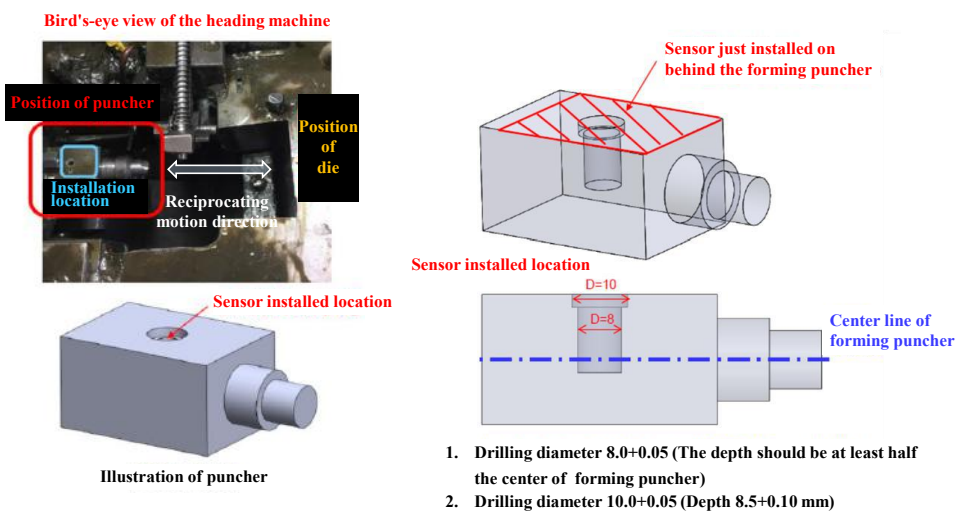 Bird's-eye view of the heading machine
Position of puncher
Installation
location
Reciprocating
motion direction
Position
of
die
Sensor installed location
Illustration of puncher
Sensor just installed on
behind the forming puncher
Sensor installed location
D=10
D=8
Center line of
forming puncher
1. Drilling diameter 8.0+0.05 (The depth should be at least half
the center of forming puncher)
2. Drilling diameter 10.0+0.05 (Depth 8.5+0.10 mm)